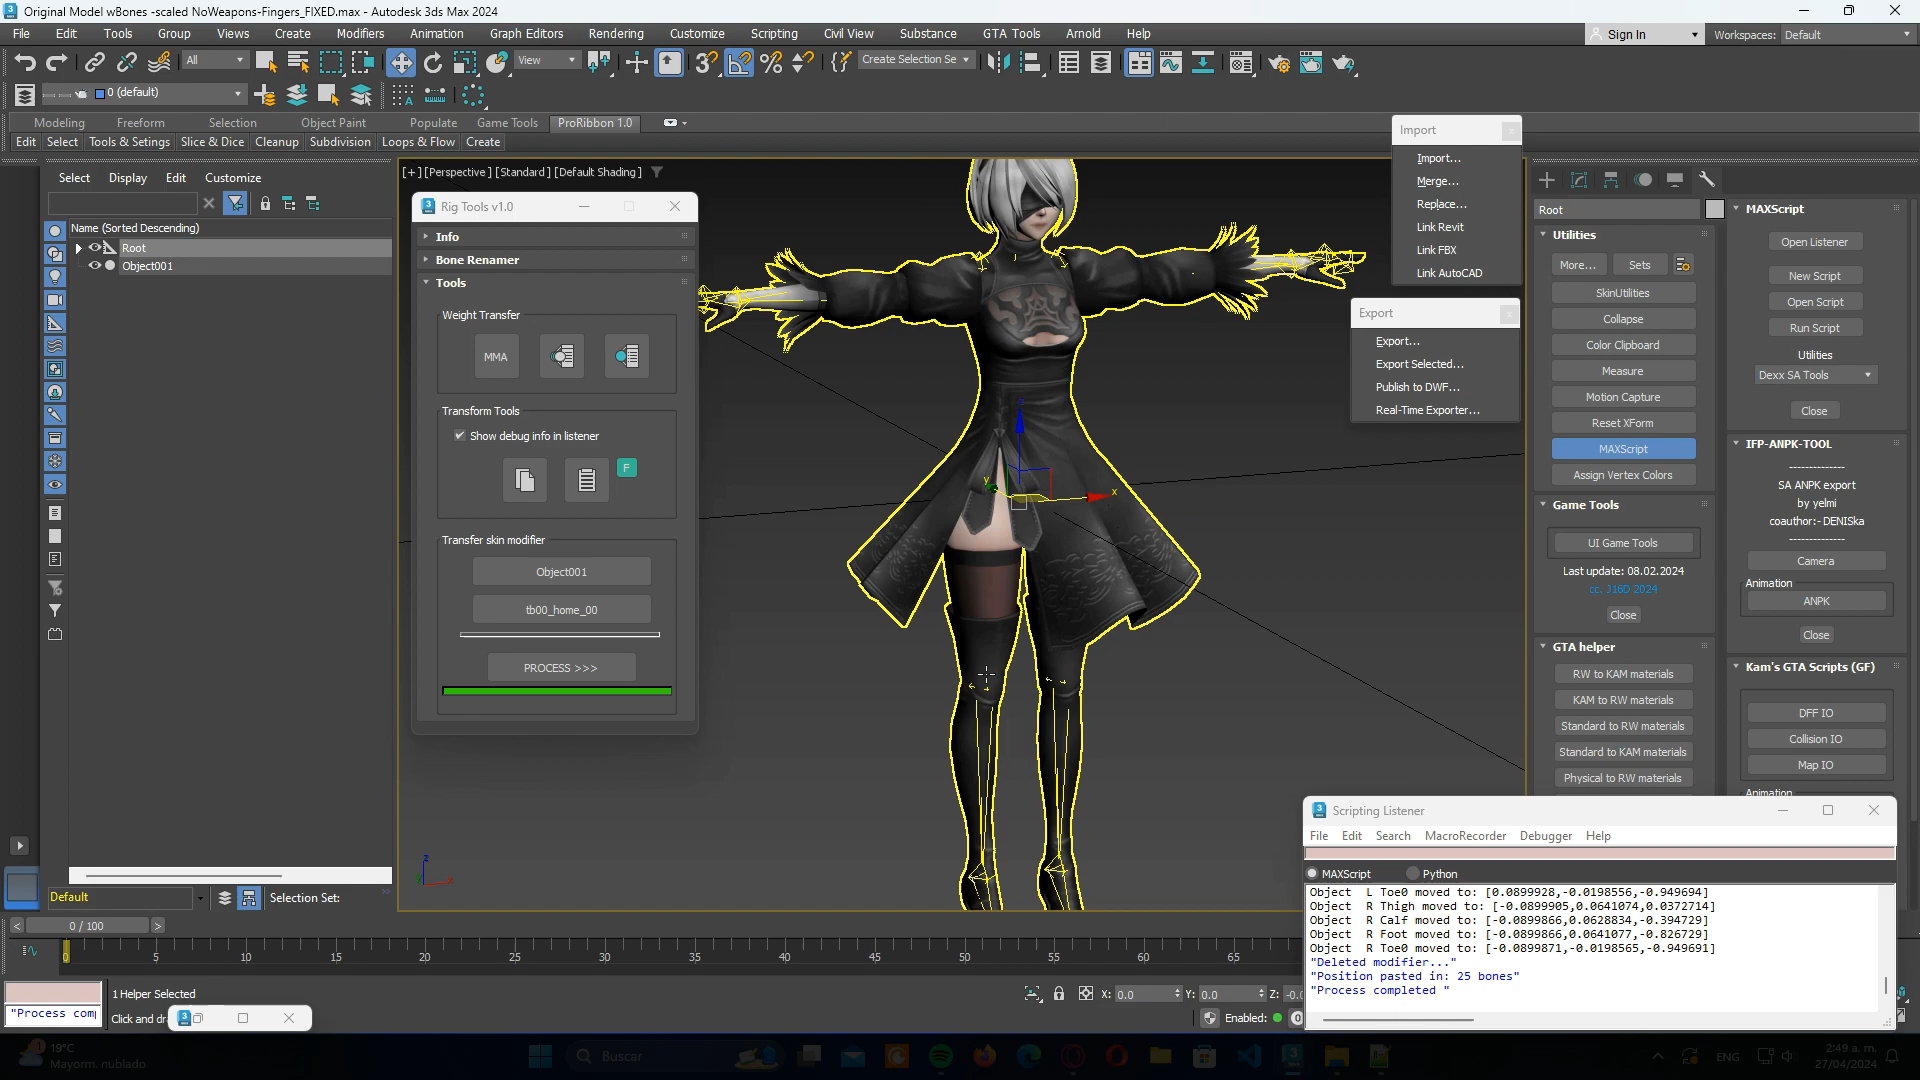 Original Model wBones -scaled NoWeapons-Fingers_FIXED.max - Autodesk 3ds Max 2024
File Edit Tools Group Views Create Modifiers Animation Graph Editors Rendering Customize Scripting Civil View Substance GTA Tools Arnold Help
Sign In
Workspaces: Default
All
View
Create Selection Se
0 (default)
Modeling Freeform Selection Object Paint Populate Game Tools ProRibbon 1.0
Edit Select Tools & Settings Slice & Dice Cleanup Subdivision Loops & Flow Create
Select Display Edit Customize
Name (Sorted Descending)
Root
Object001
[+] [Perspective] [Standard] [Default Shading]
Rig Tools v1.0
Info
Bone Renamer
Tools
Weight Transfer
MMA
Transform Tools
Show debug info in listener
F
Transfer skin modifier
Object001
tb00_home_00
PROCESS >>>
x
y
z
Import
Import...
Merge...
Replace...
Link Revit
Link FBX
Link AutoCAD
Export
Export...
Export Selected...
Publish to DWF...
Real-Time Exporter...
Root
Utilities
More... Sets
SkinUtilities
Collapse
Color Clipboard
Measure
Motion Capture
Reset XForm
MAXScript
Assign Vertex Colors
Game Tools
UI Game Tools
Last update: 08.02.2024
cc. J16D 2024
Close
GTA helper
RW to KAM materials
KAM to RW materials
Standard to RW materials
Standard to KAM materials
Physical to RW materials
MAXScript
Open Listener
New Script
Open Script
Run Script
Utilities
Dexx SA Tools
Close
IFP-ANPK-TOOL
--------------
SA ANPK export
by yelmi
coauthor:- DENISka
--------------
Camera
Animation
ANPK
Close
Kam's GTA Scripts (GF)
DFF IO
Collision IO
Map IO
Animation
Scripting Listener
File Edit Search MacroRecorder Debugger Help
MAXScript Python
Object L Toe0 moved to: [0.0899928,-0.0198556,-0.949694]
Object R Thigh moved to: [-0.0899905,0.0641074,0.0372714]
Object R Calf moved to: [-0.0899866,0.0628834,-0.394729]
Object R Foot moved to: [-0.0899866,0.0641077,-0.826729]
Object R Toe0 moved to: [-0.0899871,-0.0198565,-0.949691]
"Deleted modifier..."
"Position pasted in: 25 bones"
"Process completed "
Default
Selection Set:
< 0 / 100 >
0 5 10 15 20 25 30 35 40 45 50 55 60 65
1 Helper Selected
X: 0.0 Y: 0.0 Z: -0.0
"Process com
Click and dr
Enabled:
19°C
Mayorm. nublado
Buscar
ENG
2:49 a. m.
27/04/2024